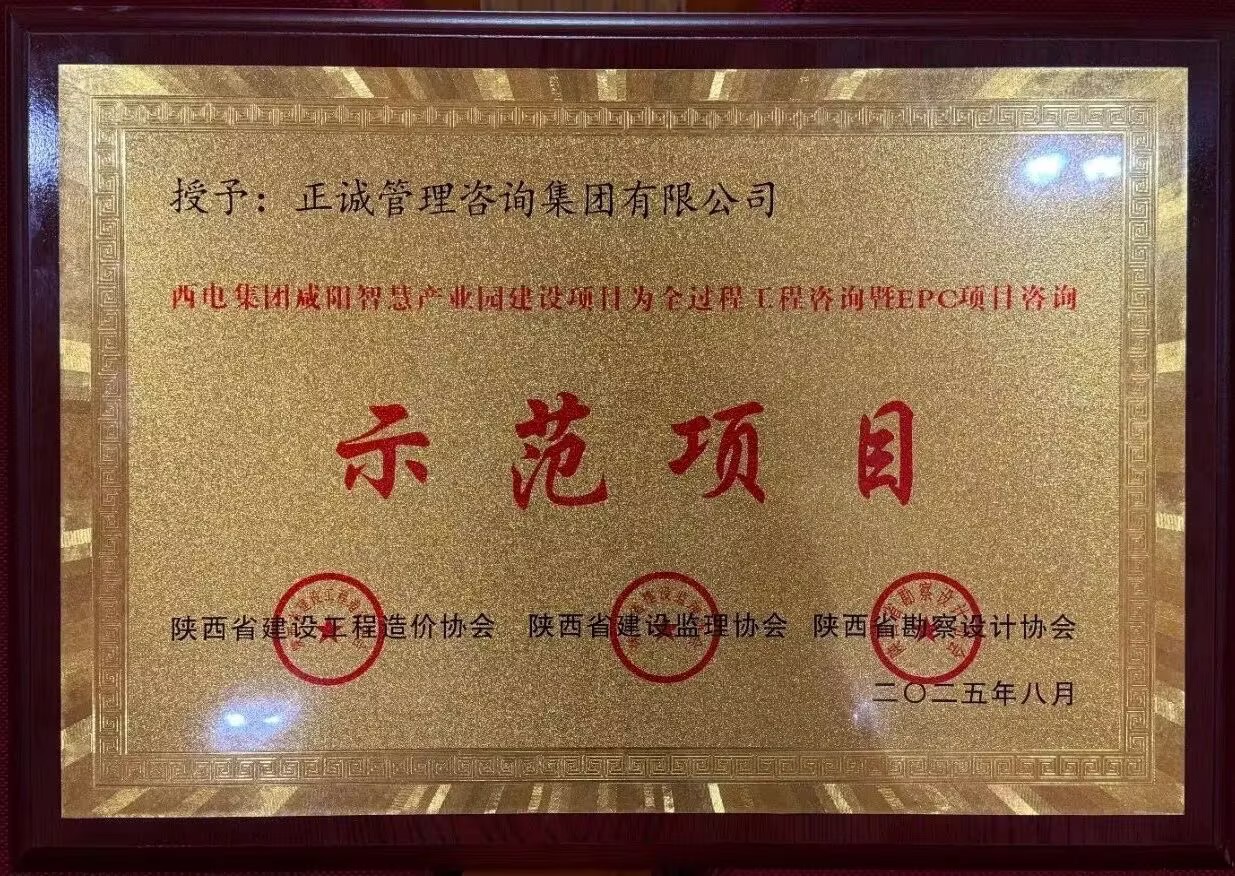 授予：正诚管理咨询集团有限公司
西电集团咸阳智慧产业园建设项目为全过程工程咨询暨EPC项目咨询
示范项目
陕西省建设工程造价协会 陕西省建设监理协会 陕西省勘察设计协会
二〇二五年八月